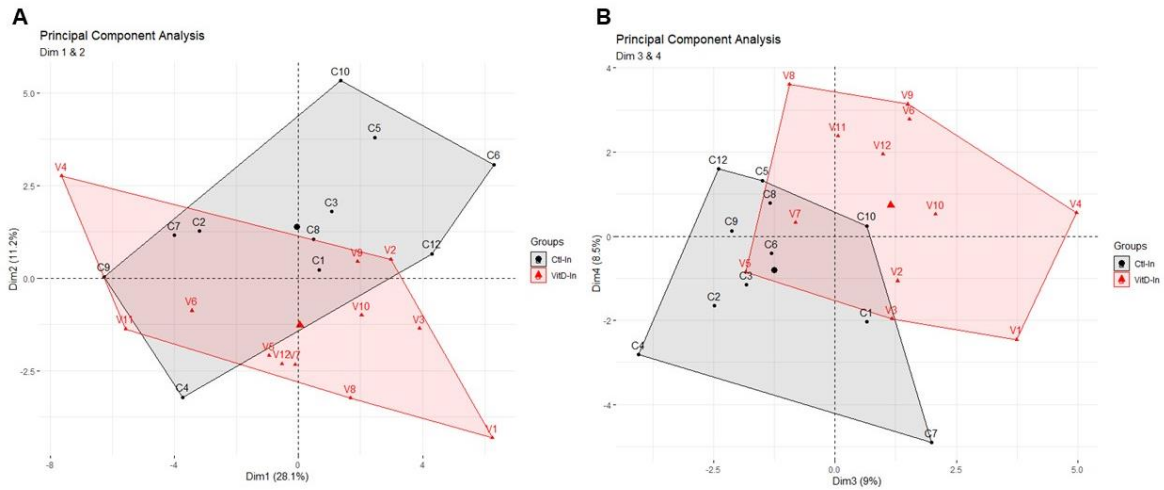 A
Principal Component Analysis
Dim 1 & 2
C10
C5
C6
V4
C3
C7
C2
C8
C12
V9
V2
C1
C9
V6
V10
V11
V3
V5
V12
V7
C4
V8
V1
5.0
2.5
0.0
-2.5
-8
-4
0
4
Dim2 (11.2%)
Dim1 (28.1%)
Groups
Ctl-In
VitD-In
B
Principal Component Analysis
Dim 3 & 4
V8
V9
V6
V11
V12
C12
C5
C8
V4
V10
V7
C10
C9
C6
V5
C3
V2
C2
V3
C1
V1
C4
C7
4
2
0
-2
-4
-2.5
0.0
2.5
5.0
Dim4 (8.5%)
Dim3 (9%)
Groups
Ctl-In
VitD-In